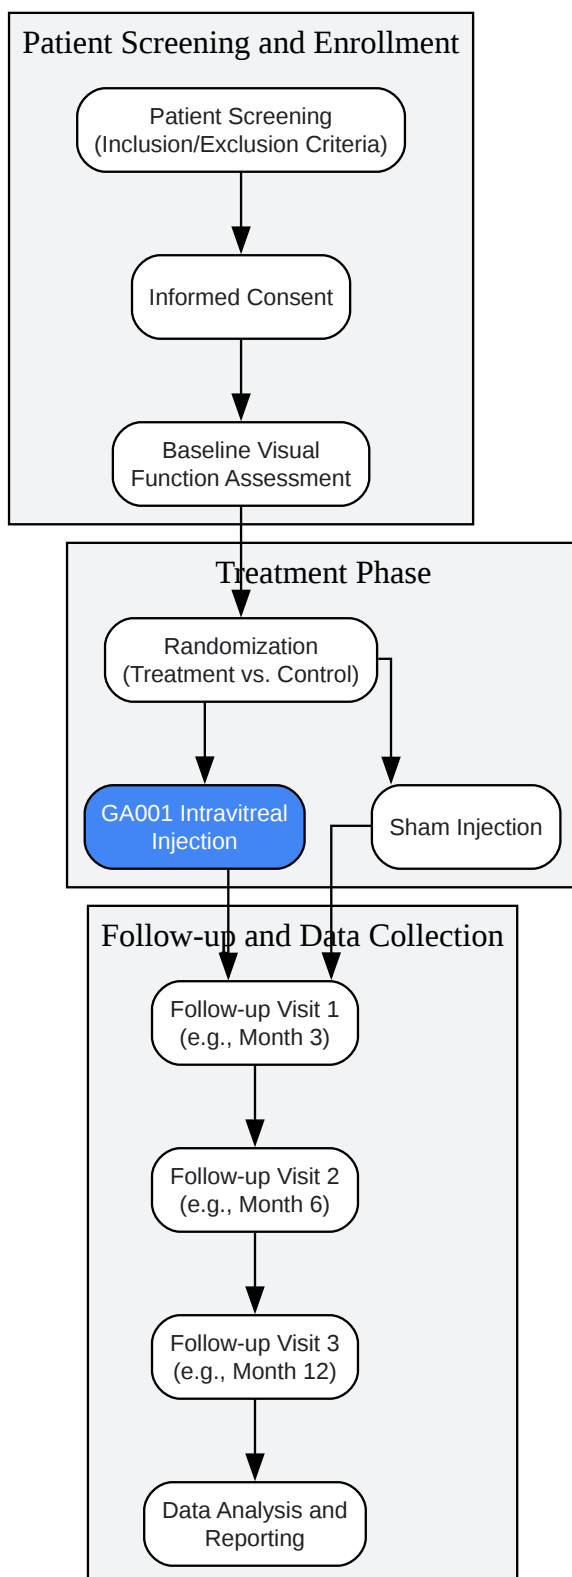 Patient Screening and Enrollment
Patient Screening
(Inclusion/Exclusion Criteria)
Informed Consent
Baseline Visual
Function Assessment
Treatment Phase
Randomization
(Treatment vs. Control)
GA001 Intravitreal
Injection
Sham Injection
Follow-up and Data Collection
Follow-up Visit 1
(e.g., Month 3)
Follow-up Visit 2
(e.g., Month 6)
Follow-up Visit 3
(e.g., Month 12)
Data Analysis and
Reporting